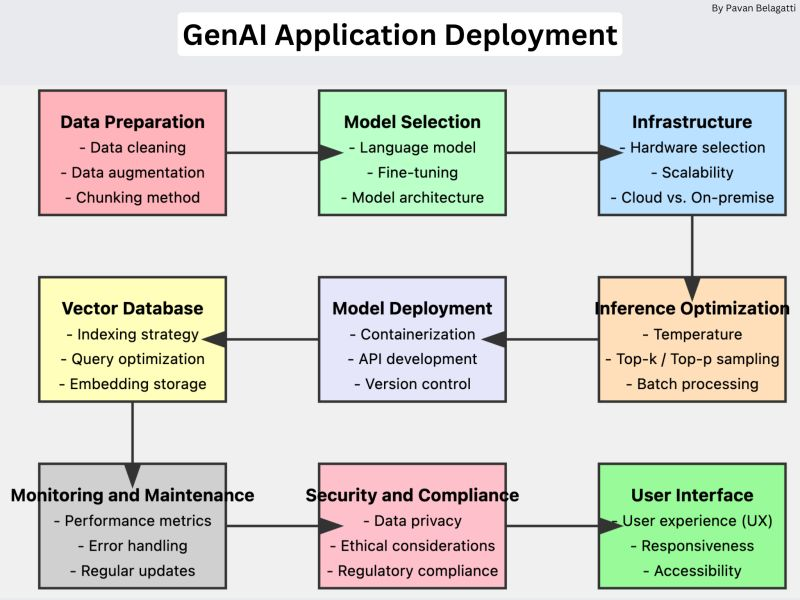 By Pavan Belagatti
GenAI Application Deployment
Data Preparation
- Data cleaning
- Data augmentation
- Chunking method
Model Selection
- Language model
- Fine-tuning
- Model architecture
Infrastructure
- Hardware selection
- Scalability
- Cloud vs. On-premise
Inference Optimization
- Temperature
- Top-k / Top-p sampling
- Batch processing
Model Deployment
- Containerization
- API development
- Version control
Vector Database
- Indexing strategy
- Query optimization
- Embedding storage
Monitoring and Maintenance
- Performance metrics
- Error handling
- Regular updates
Security and Compliance
- Data privacy
- Ethical considerations
- Regulatory compliance
User Interface
- User experience (UX)
- Responsiveness
- Accessibility